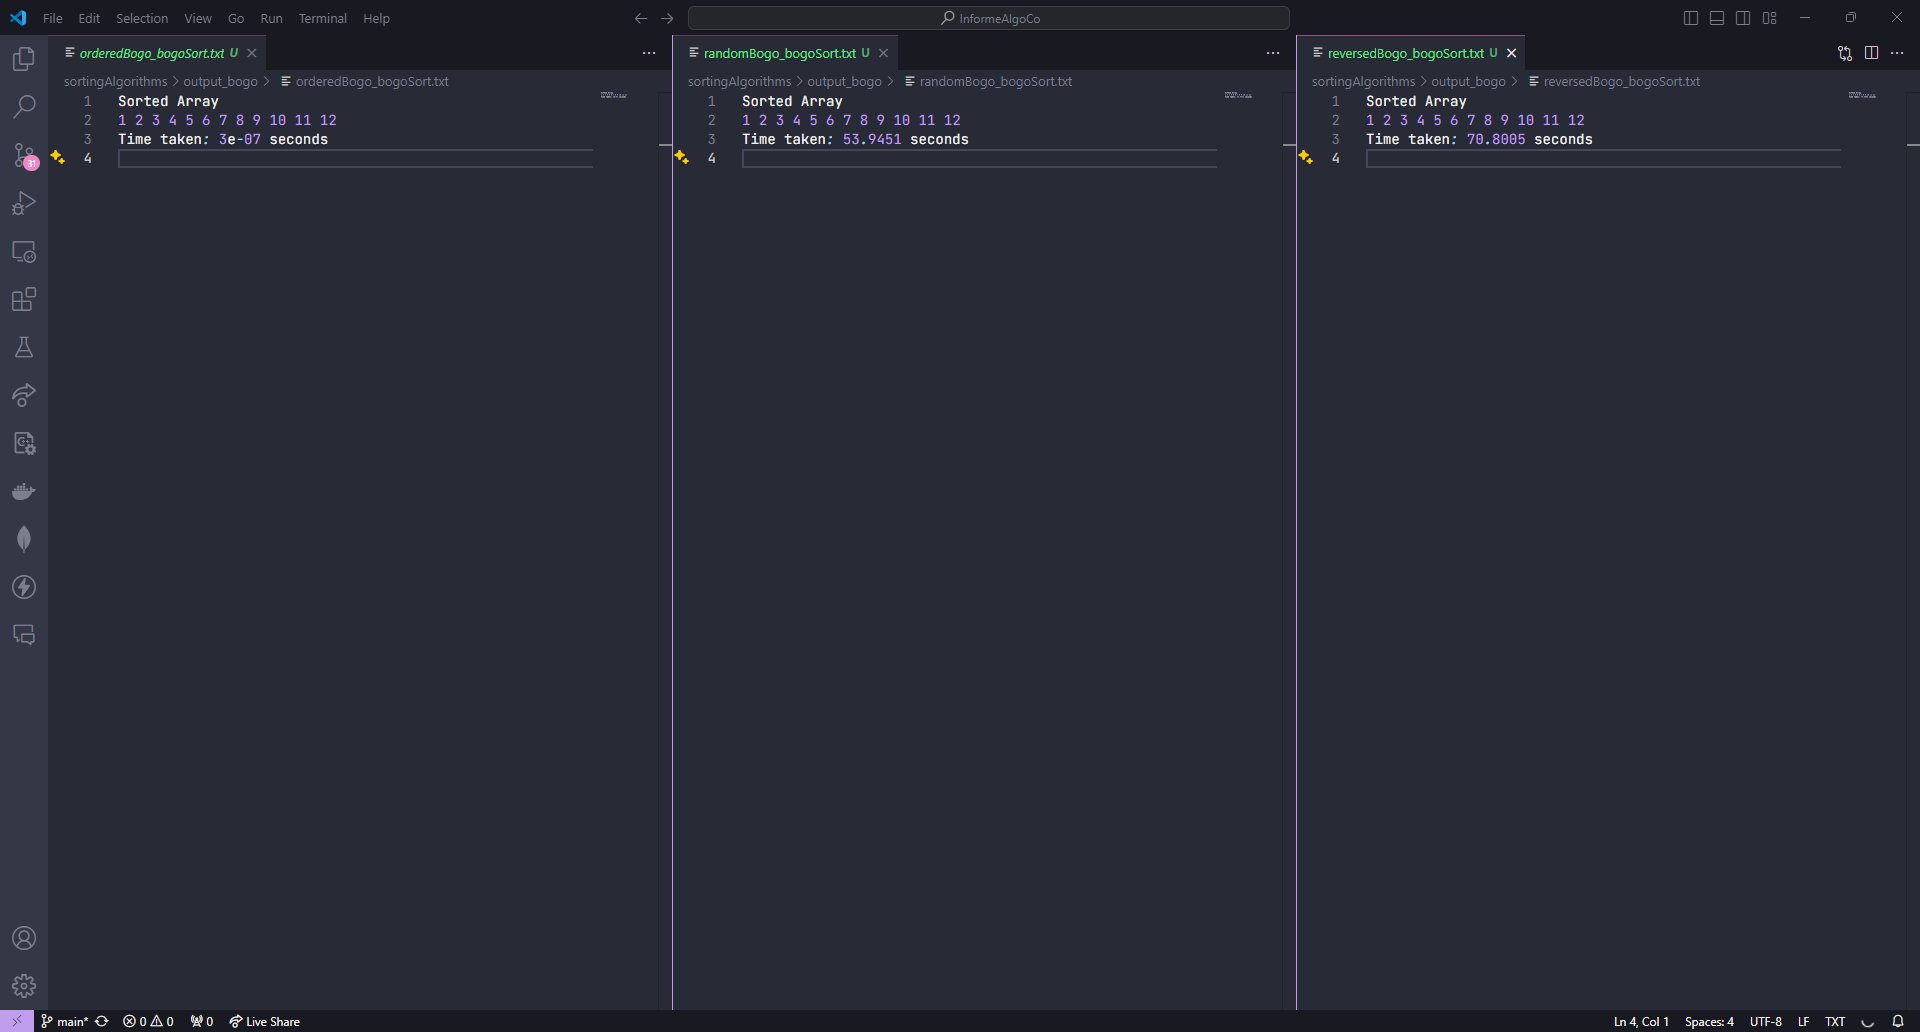 File Edit Selection View Go Run Terminal Help
InformeAlgoCo
orderedBogo_bogoSort.txt U
sortingAlgorithms > output_bogo > orderedBogo_bogoSort.txt
1 Sorted Array
2 1 2 3 4 5 6 7 8 9 10 11 12
3 Time taken: 3e-07 seconds
4
randomBogo_bogoSort.txt U
sortingAlgorithms > output_bogo > randomBogo_bogoSort.txt
1 Sorted Array
2 1 2 3 4 5 6 7 8 9 10 11 12
3 Time taken: 53.9451 seconds
4
reversedBogo_bogoSort.txt U
sortingAlgorithms > output_bogo > reversedBogo_bogoSort.txt
1 Sorted Array
2 1 2 3 4 5 6 7 8 9 10 11 12
3 Time taken: 70.8005 seconds
4
31
main* 0 0 0 Live Share
Ln 4, Col 1 Spaces: 4 UTF-8 LF TXT